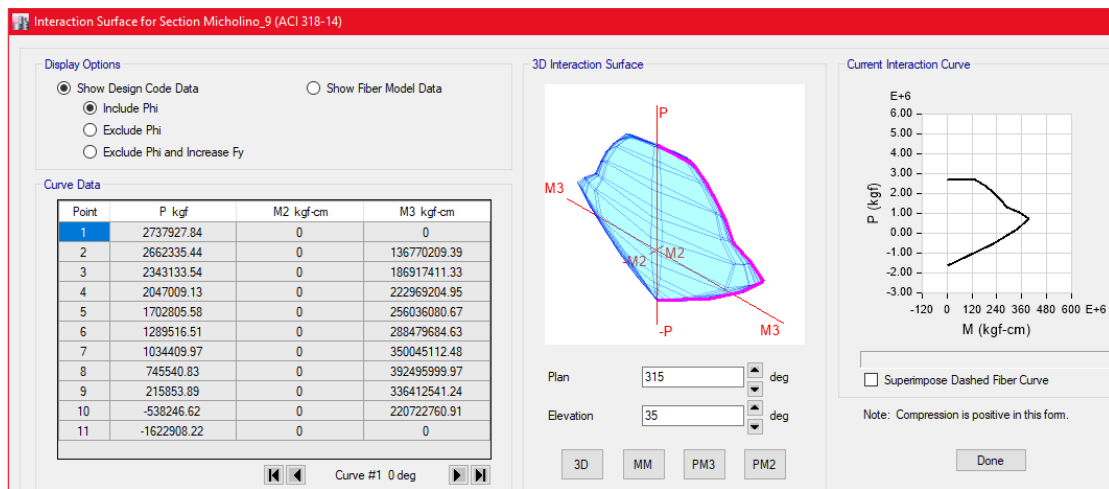 Interaction Surface for Section Micholino_9 (ACI 318-14)
Display Options
Show Design Code Data
Show Fiber Model Data
Include Phi
Exclude Phi
Exclude Phi and Increase Fy
Curve Data
Point P kgf M2 kgf-cm M3 kgf-cm
1 2737927.84 0 0
2 2662335.44 0 136770209.39
3 2343133.54 0 186917411.33
4 2047009.13 0 222969204.95
5 1702805.58 0 256036080.67
6 1289516.51 0 288479684.63
7 1034409.97 0 350045112.48
8 745540.83 0 392495999.97
9 215853.89 0 336412541.24
10 -538246.62 0 220722760.91
11 -1622908.22 0 0
Curve #1 0 deg
3D Interaction Surface
P
M3
-M2
M2
-P
M3
Plan 315 deg
Elevation 35 deg
3D MM PM3 PM2
Current Interaction Curve
E+6
6.00
5.00
4.00
3.00
2.00
1.00
0.00
-1.00
-2.00
-3.00
P (kgf)
-120 0 120 240 360 480 600 E+6
M (kgf-cm)
Superimpose Dashed Fiber Curve
Note: Compression is positive in this form.
Done